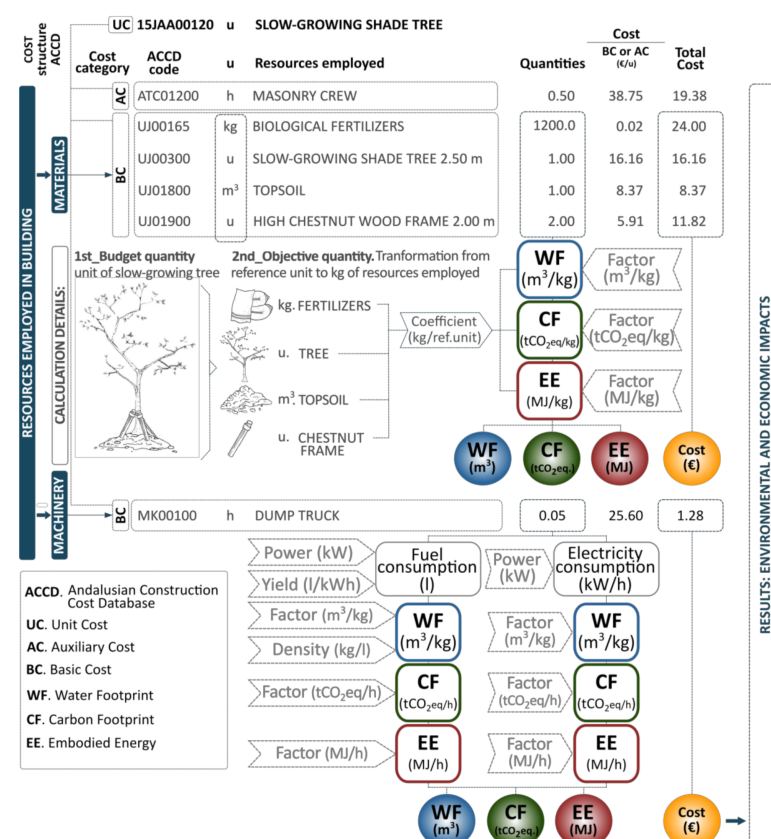 UC 15JAA00120 u SLOW-GROWING SHADE TREE
COST structure ACCD
Cost category
ACCD code
u Resources employed
Quantities
Cost
BC or AC
(€/u)
Total Cost
AC ATC01200 h MASONRY CREW 0.50 38.75 19.38
BC
UJ00165 kg BIOLOGICAL FERTILIZERS 1200.0 0.02 24.00
UJ00300 u SLOW-GROWING SHADE TREE 2.50 m 1.00 16.16 16.16
UJ01800 m³ TOPSOIL 1.00 8.37 8.37
UJ01900 u HIGH CHESTNUT WOOD FRAME 2.00 m 2.00 5.91 11.82
RESOURCES EMPLOYED IN BUILDING
MATERIALS
CALCULATION DETAILS:
1st_Budget quantity
unit of slow-growing tree
2nd_Objective quantity. Tranformation from
reference unit to kg of resources employed
kg. FERTILIZERS
u. TREE
m³. TOPSOIL
u. CHESTNUT
FRAME
Coefficient
(kg/ref.unit)
WF
(m³/kg)
Factor
(m³/kg)
CF
(tCO₂eq/kg)
Factor
(tCO₂eq/kg)
EE
(MJ/kg)
Factor
(MJ/kg)
WF
(m³)
CF
(tCO₂eq.)
EE
(MJ)
Cost
(€)
MACHINERY
BC MK00100 h DUMP TRUCK 0.05 25.60 1.28
Power (kW)
Yield (l/kWh)
Fuel
consumption
(l)
Power
(kW)
Electricity
consumption
(kW/h)
Factor (m³/kg)
Density (kg/l)
WF
(m³/kg)
Factor
(m³/kg)
WF
(m³/kg)
Factor (tCO₂eq/h)
CF
(tCO₂eq/h)
Factor
(tCO₂eq/h)
CF
(tCO₂eq/h)
Factor (MJ/h)
EE
(MJ/h)
Factor
(MJ/h)
EE
(MJ/h)
WF
(m³)
CF
(tCO₂eq.)
EE
(MJ)
Cost
(€)
ACCD. Andalusian Construction
Cost Database
UC. Unit Cost
AC. Auxiliary Cost
BC. Basic Cost
WF. Water Footprint
CF. Carbon Footprint
EE. Embodied Energy
RESULTS: ENVIRONMENTAL AND ECONOMIC IMPACTS